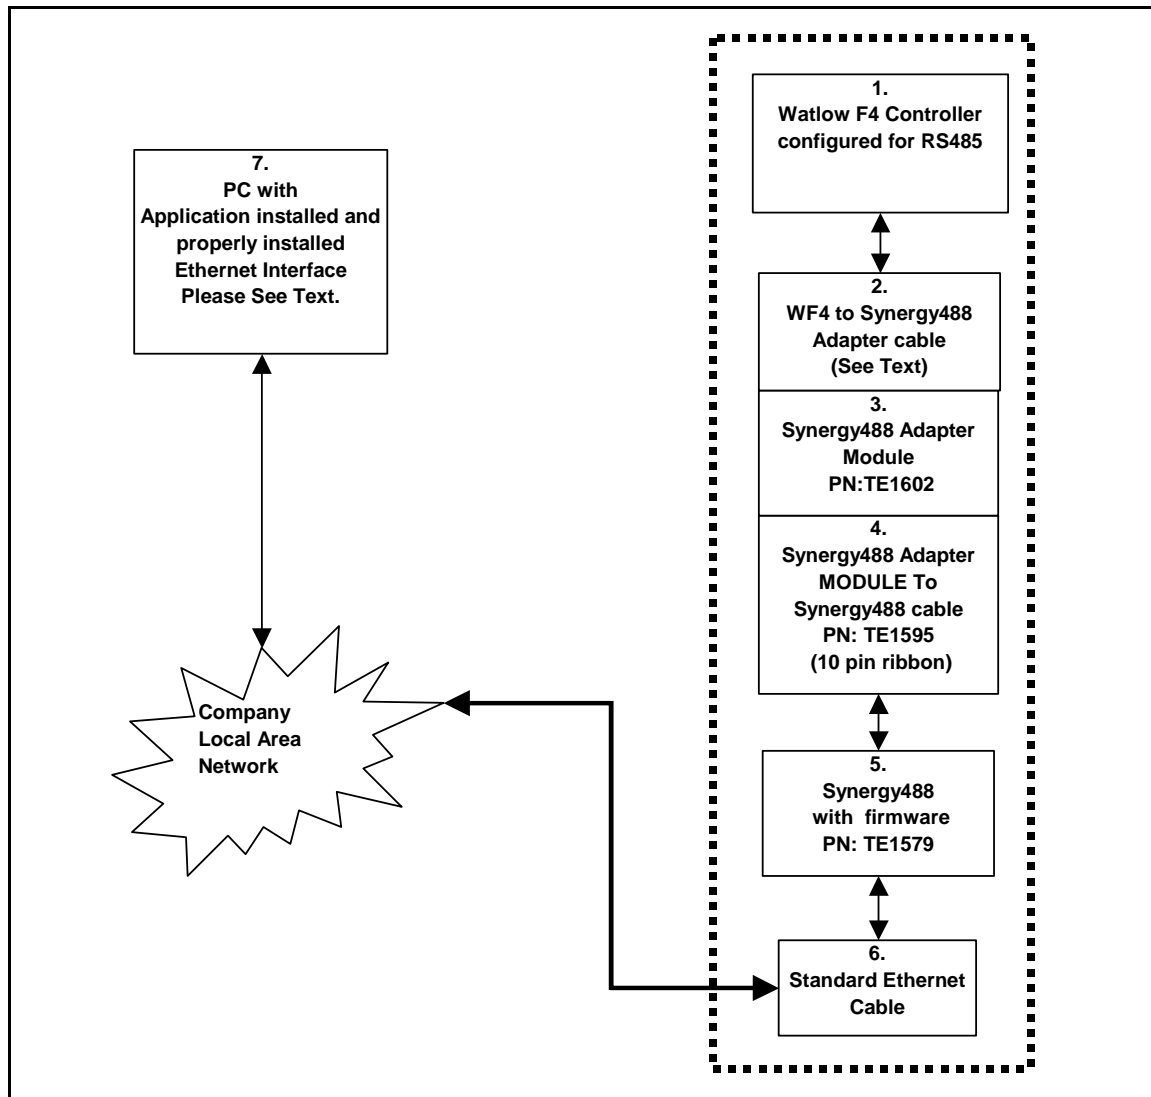 1.
Watlow F4 Controller
configured for RS485
7.
PC with
Application installed and
properly installed
Ethernet Interface
Please See Text.
2.
WF4 to Synergy488
Adapter cable
(See Text)
3.
Synergy488 Adapter
Module
PN:TE1602
4.
Synergy488 Adapter
MODULE To
Synergy488 cable
PN: TE1595
(10 pin ribbon)
Company
Local Area
Network
5.
Synergy488
with firmware
PN: TE1579
6.
Standard Ethernet
Cable